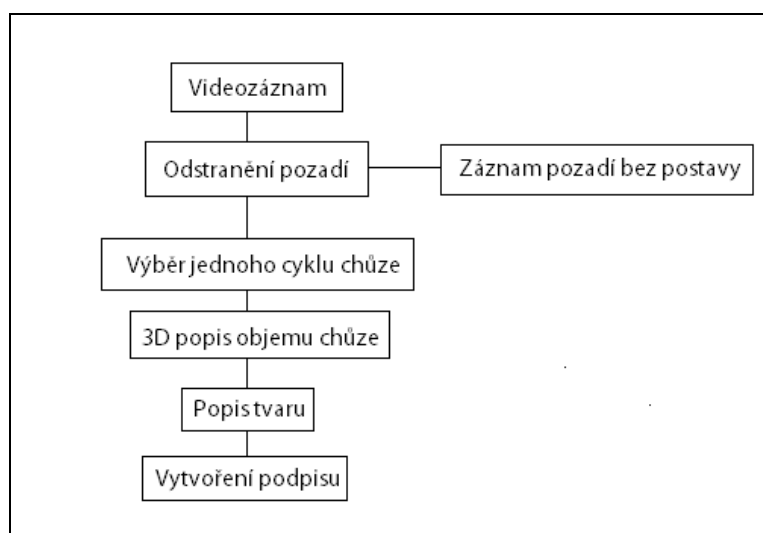 Videozáznam
Odstranění pozadí
Záznam pozadí bez postavy
Výběr jednoho cyklu chůze
3D popis objemu chůze
Popis tvaru
Vytvoření podpisu